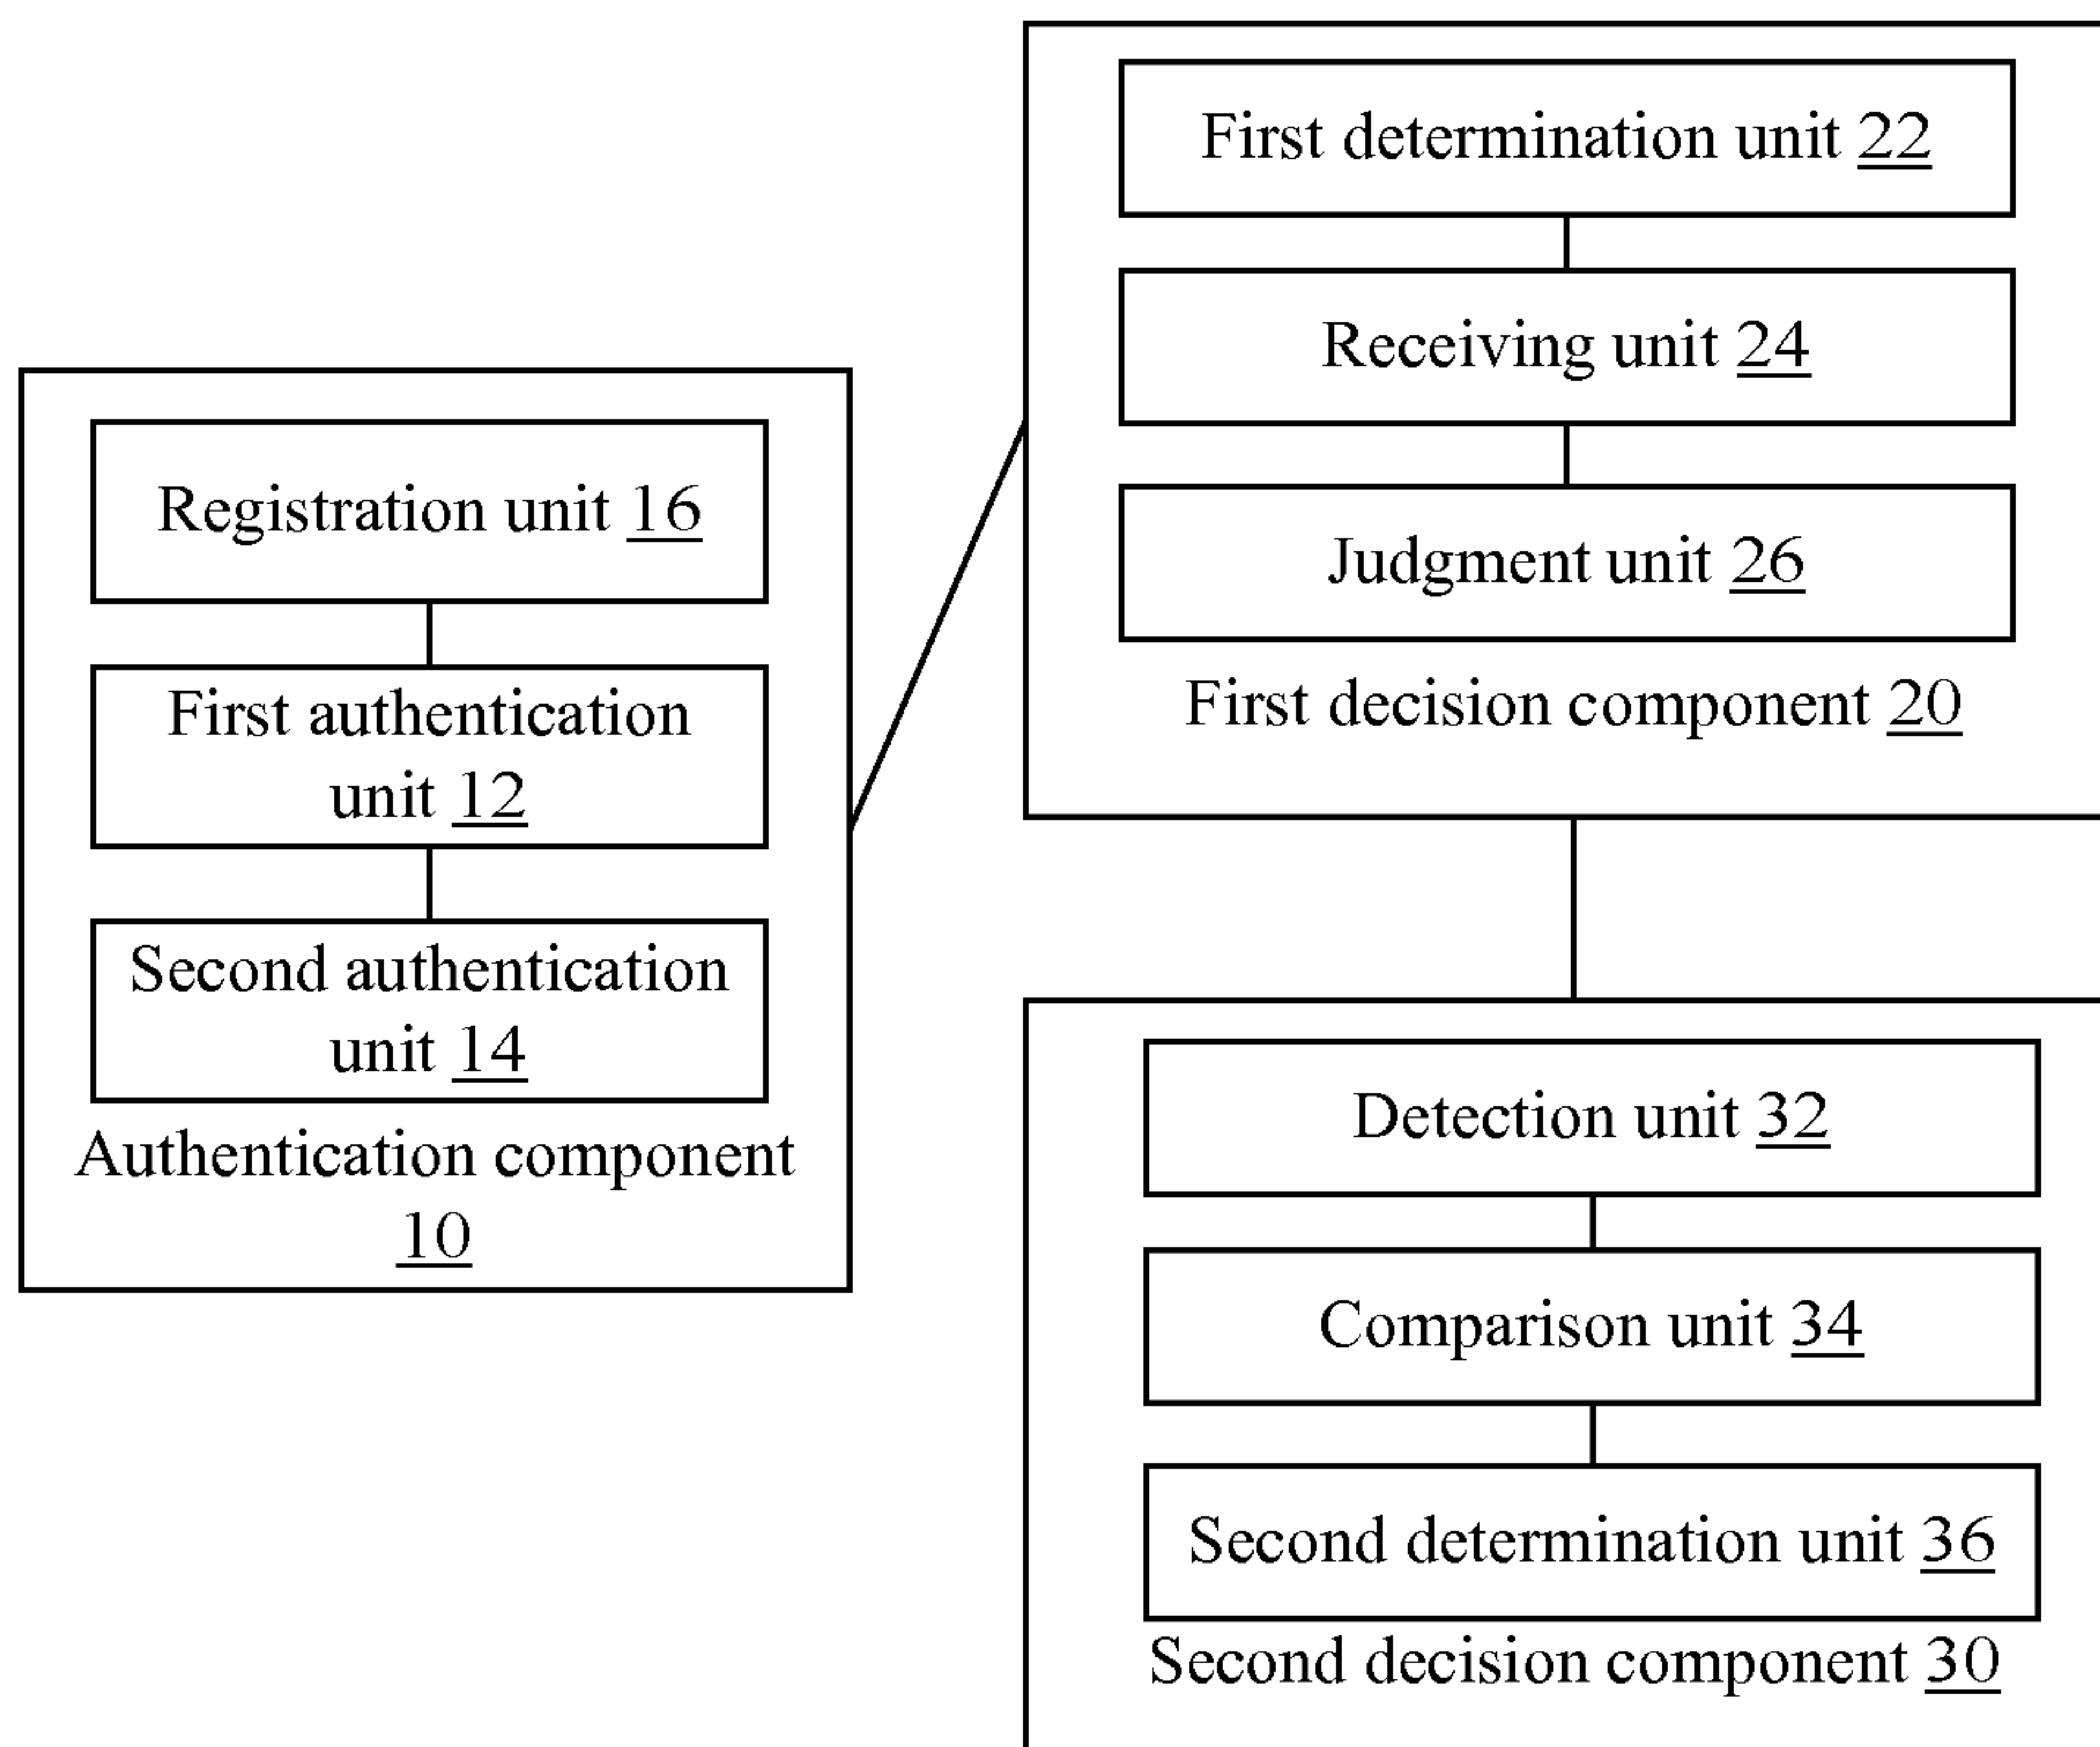 Registration unit 16
First authentication
unit 12
Second authentication
unit 14
Authentication component
10
First determination unit 22
Receiving unit 24
Judgment unit 26
First decision component 20
Detection unit 32
Comparison unit 34
Second determination unit 36
Second decision component 30